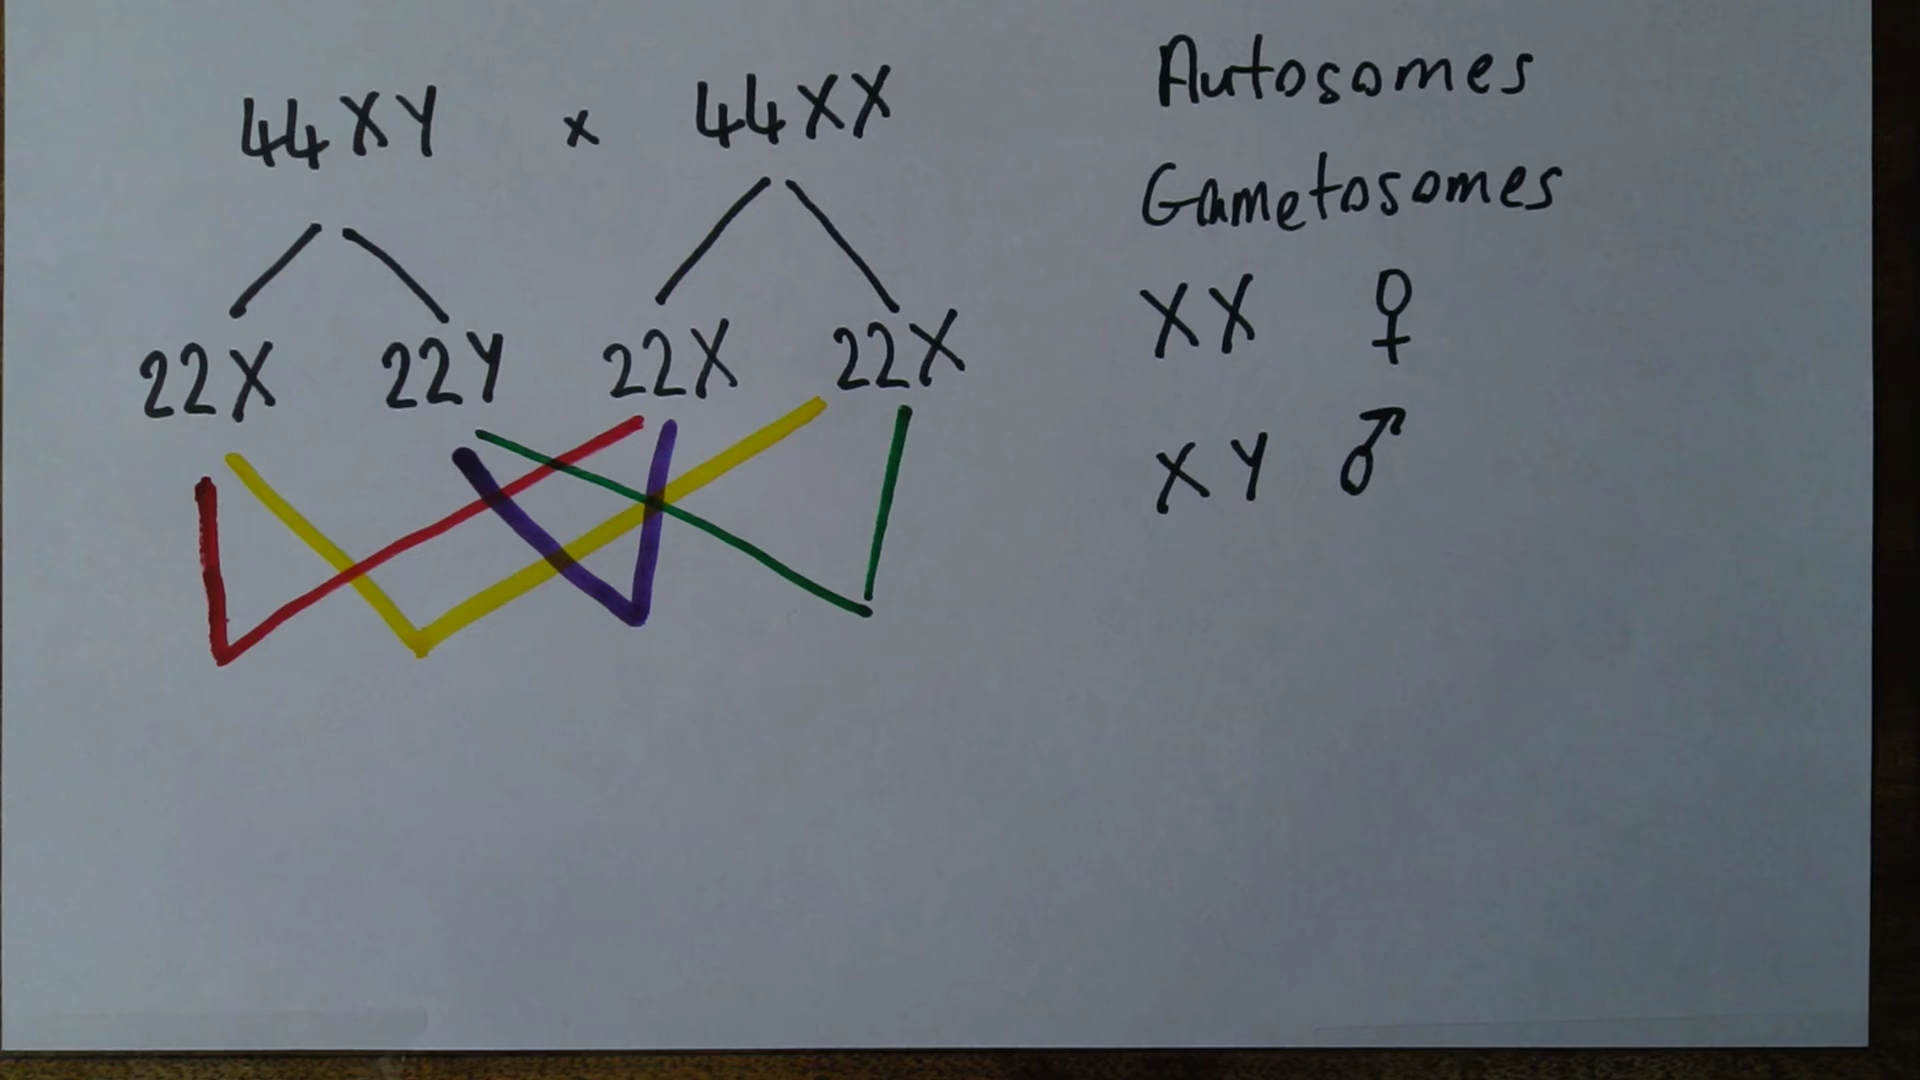 44XY x 44XX
22X 22Y 22X 22X
Autosomes
Gametosomes
XX ♀
XY ♂